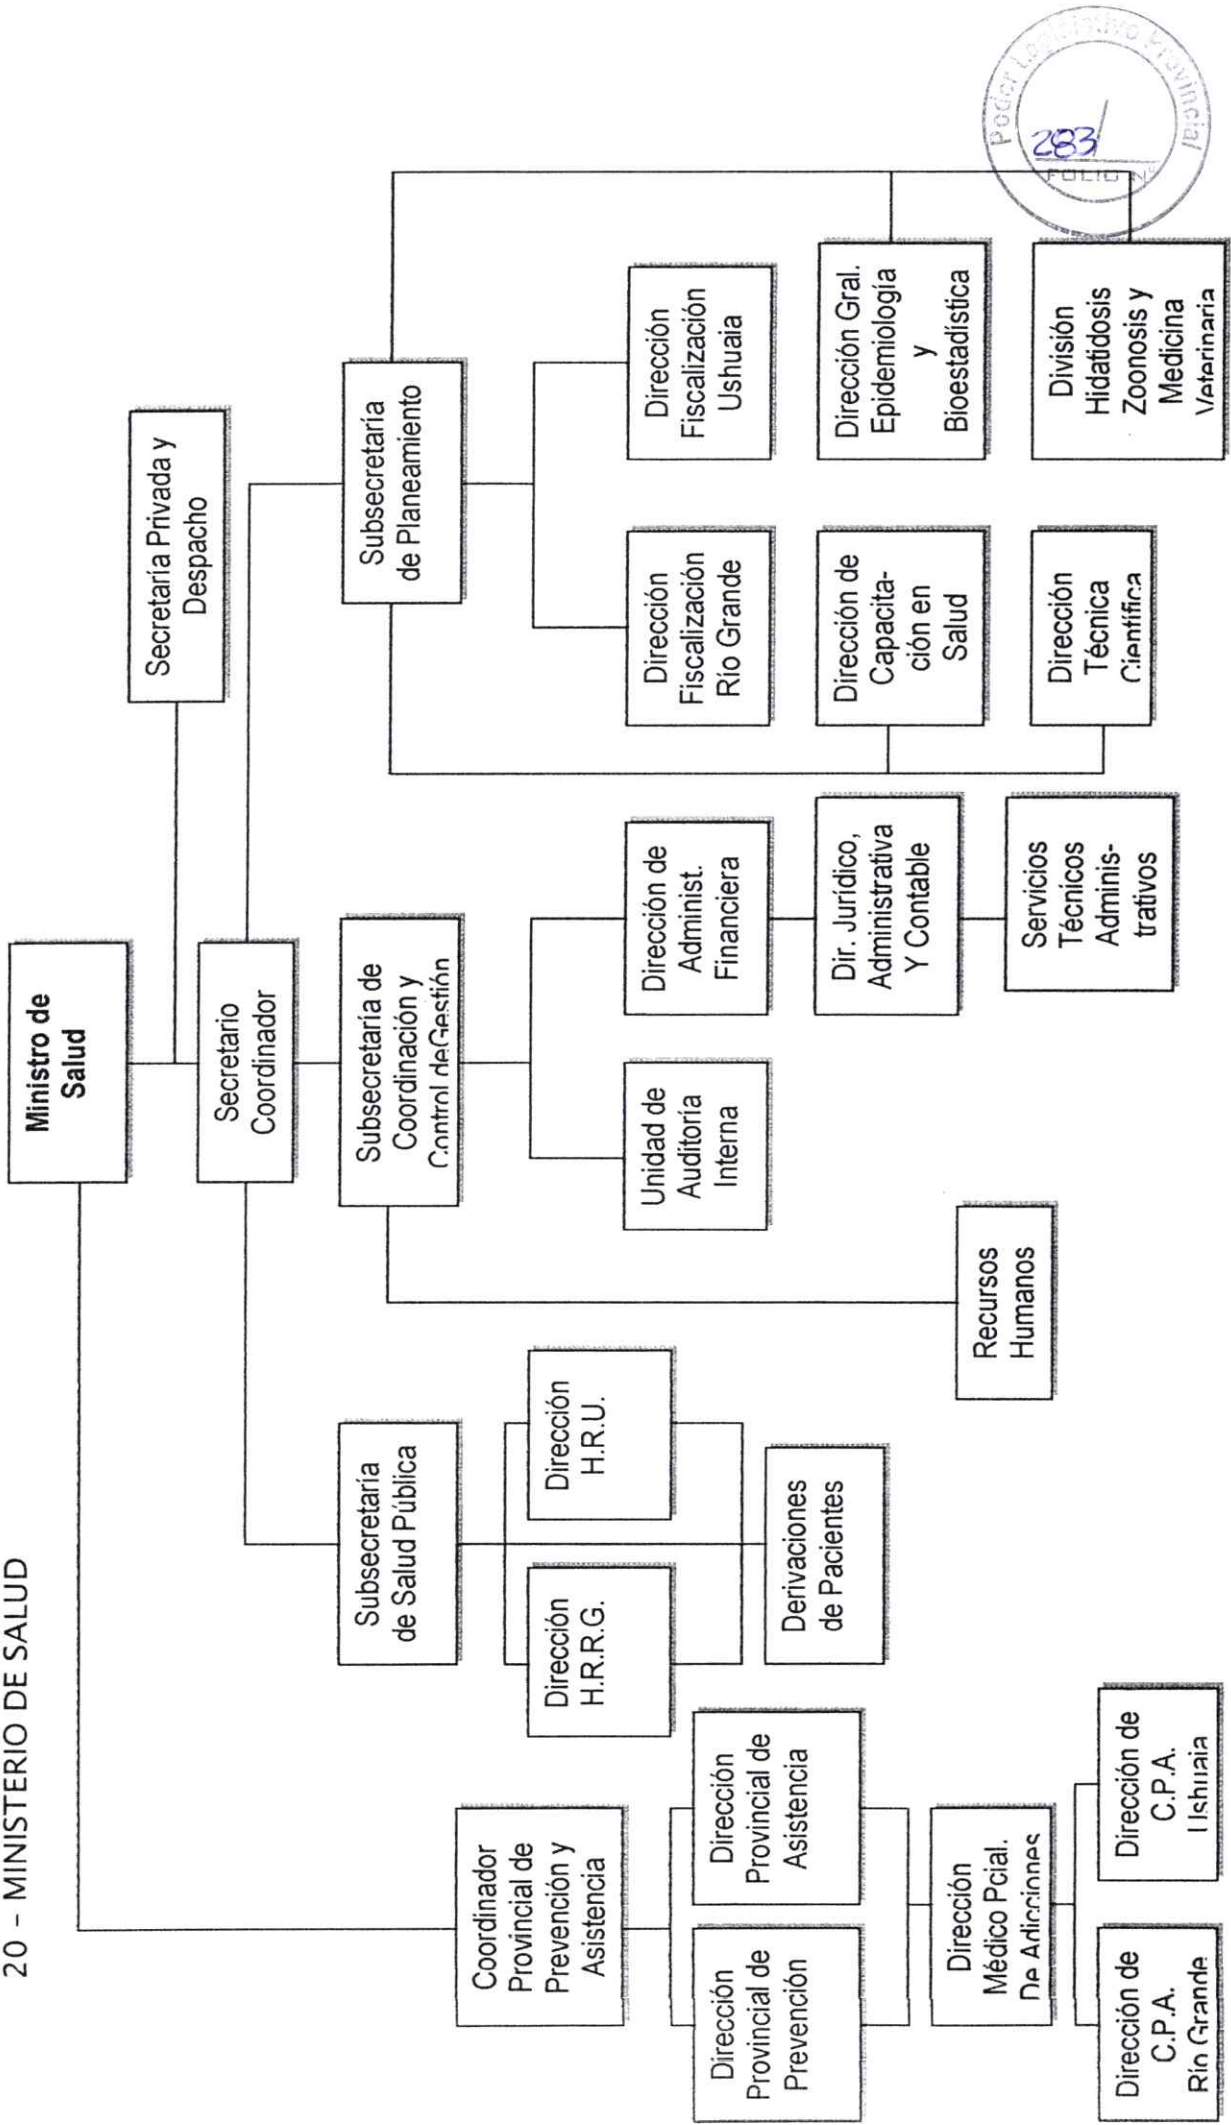 20 – MINISTERIO DE SALUD
Ministro de
Salud
Secretaría Privada y
Despacho
Secretario
Coordinador
Subsecretaría
de Salud Pública
Subsecretaría de
Coordinación y
Control de Gestión
Subsecretaría
de Planeamiento
Coordinador
Provincial de
Prevención y
Asistencia
Dirección
H.R.R.G.
Dirección
H.R.U.
Unidad de
Auditoría
Interna
Dirección de
Administ.
Financiera
Dirección
Fiscalización
Río Grande
Dirección
Fiscalización
Ushuaia
Dirección
Provincial de
Prevención
Dirección
Provincial de
Asistencia
Derivaciones
de Pacientes
Dir. Jurídico,
Administrativa
Y Contable
Dirección de
Capacita-
ción en
Salud
Dirección Gral.
Epidemiología
y
Bioestadística
Dirección
Médico Pcial.
De Adicciones
Recursos
Humanos
Servicios
Técnicos
Adminis-
trativos
Dirección
Técnica
Científica
División
Hidatidosis
Zoonosis y
Medicina
Veterinaria
Dirección de
C.P.A.
Río Grande
Dirección de
C.P.A.
Ushuaia
Poder Legislativo Provincial
283
FOLIO Nº